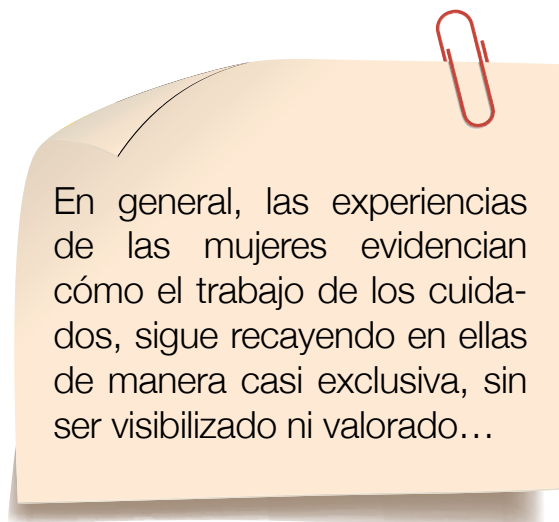 En general, las experiencias
de las mujeres evidencian
cómo el trabajo de los cuida-
dos, sigue recayendo en ellas
de manera casi exclusiva, sin
ser visibilizado ni valorado…